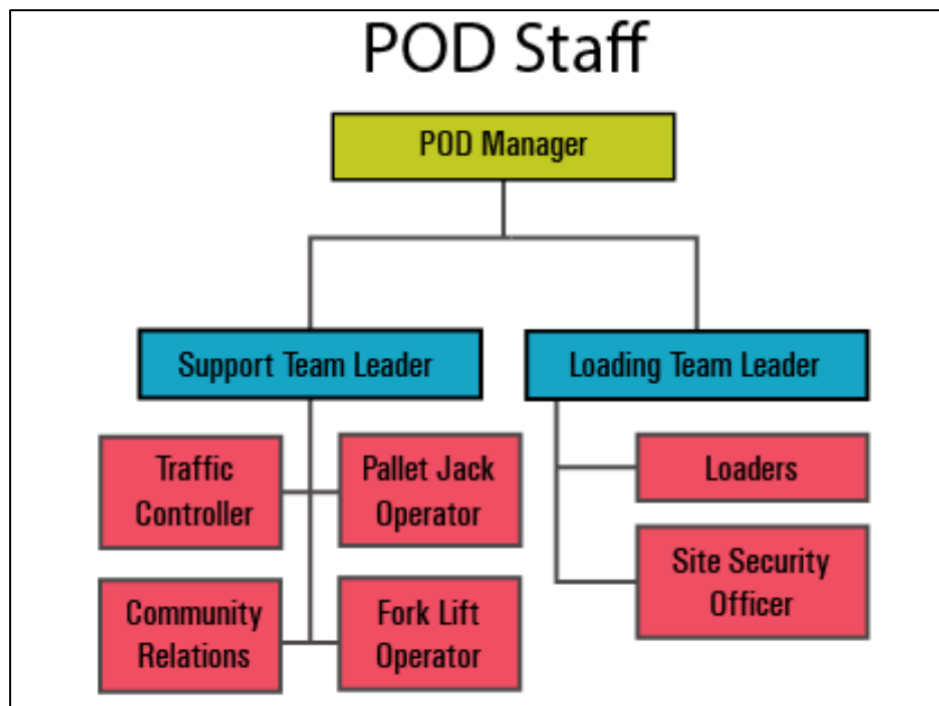 POD Staff
POD Manager
Support Team Leader
Loading Team Leader
Traffic
Controller
Pallet Jack
Operator
Community
Relations
Fork Lift
Operator
Loaders
Site Security
Officer